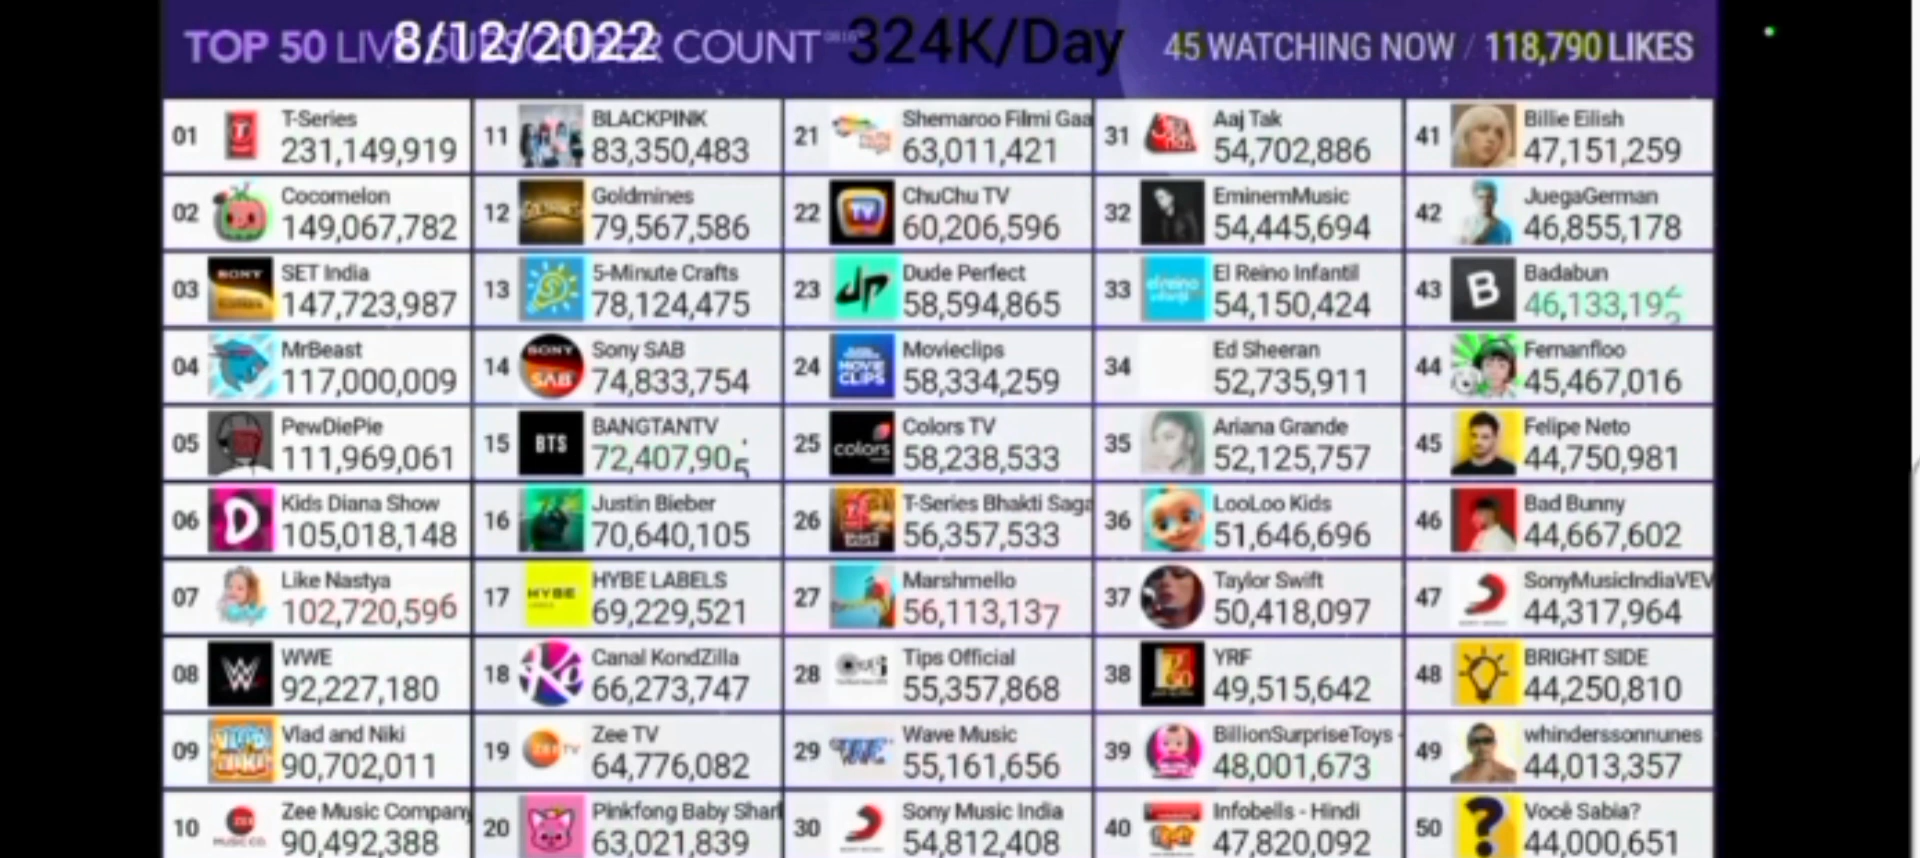 TOP 50 LIVE SUBSCRIBER COUNT
8/12/2022
324K/Day
45 WATCHING NOW / 118,790 LIKES
01 T-Series
231,149,919
02 Cocomelon
149,067,782
03 SET India
147,723,987
04 MrBeast
117,000,009
05 PewDiePie
111,969,061
06 Kids Diana Show
105,018,148
07 Like Nastya
102,720,596
08 WWE
92,227,180
09 Vlad and Niki
90,702,011
10 Zee Music Company
90,492,388
11 BLACKPINK
83,350,483
12 Goldmines
79,567,586
13 5-Minute Crafts
78,124,475
14 Sony SAB
74,833,754
15 BANGTANTV
72,407,90
16 Justin Bieber
70,640,105
17 HYBE LABELS
69,229,521
18 Canal KondZilla
66,273,747
19 Zee TV
64,776,082
20 Pinkfong Baby Shar
63,021,839
21 Shemaroo Filmi Gaa
63,011,421
22 ChuChu TV
60,206,596
23 Dude Perfect
58,594,865
24 Movieclips
58,334,259
25 Colors TV
58,238,533
26 T-Series Bhakti Saga
56,357,533
27 Marshmello
56,113,137
28 Tips Official
55,357,868
29 Wave Music
55,161,656
30 Sony Music India
54,812,408
31 Aaj Tak
54,702,886
32 EminemMusic
54,445,694
33 El Reino Infantil
54,150,424
34 Ed Sheeran
52,735,911
35 Ariana Grande
52,125,757
36 LooLoo Kids
51,646,696
37 Taylor Swift
50,418,097
38 YRF
49,515,642
39 BillionSurpriseToys -
48,001,673
40 Infobells - Hindi
47,820,092
41 Billie Eilish
47,151,259
42 JuegaGerman
46,855,178
43 Badabun
46,133,19
44 Fernanfloo
45,467,016
45 Felipe Neto
44,750,981
46 Bad Bunny
44,667,602
47 SonyMusicIndiaVEV
44,317,964
48 BRIGHT SIDE
44,250,810
49 whinderssonnunes
44,013,357
50 Você Sabia?
44,000,651